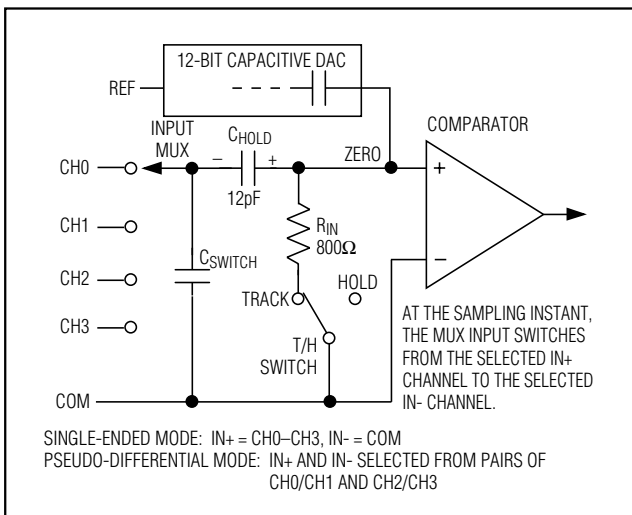 12-BIT CAPACITIVE DAC
REF
INPUT
MUX
CHOLD
COMPARATOR
ZERO
− +
+
CH0
12pF
RIN
800Ω
CH1
CSWITCH
−
HOLD
CH2
TRACK
CH3
T/H
SWITCH
AT THE SAMPLING INSTANT,
THE MUX INPUT SWITCHES
FROM THE SELECTED IN+
CHANNEL TO THE SELECTED
IN- CHANNEL.
COM
SINGLE-ENDED MODE: IN+ = CH0–CH3, IN- = COM
PSEUDO-DIFFERENTIAL MODE: IN+ AND IN- SELECTED FROM PAIRS OF
CH0/CH1 AND CH2/CH3